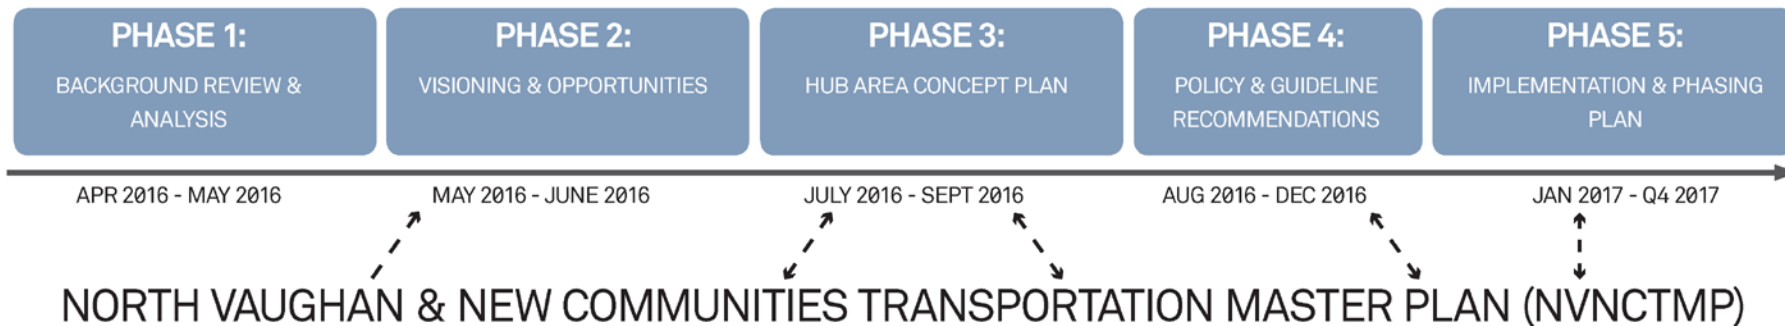 PHASE 1:
BACKGROUND REVIEW &
ANALYSIS
PHASE 2:
VISIONING & OPPORTUNITIES
PHASE 3:
HUB AREA CONCEPT PLAN
PHASE 4:
POLICY & GUIDELINE
RECOMMENDATIONS
PHASE 5:
IMPLEMENTATION & PHASING
PLAN
APR 2016 - MAY 2016
MAY 2016 - JUNE 2016
JULY 2016 - SEPT 2016
AUG 2016 - DEC 2016
JAN 2017 - Q4 2017
NORTH VAUGHAN & NEW COMMUNITIES TRANSPORTATION MASTER PLAN (NVNCTMP)